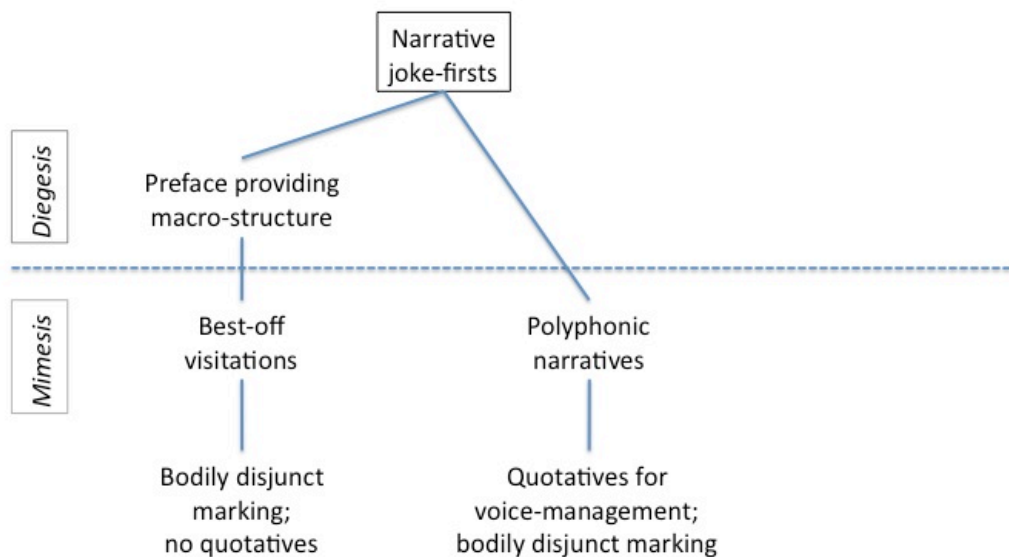 Narrative
joke-firsts
Diegesis
Preface providing
macro-structure
Mimesis
Best-off
visitations
Polyphonic
narratives
Bodily disjunct
marking;
no quotatives
Quotatives for
voice-management;
bodily disjunct marking